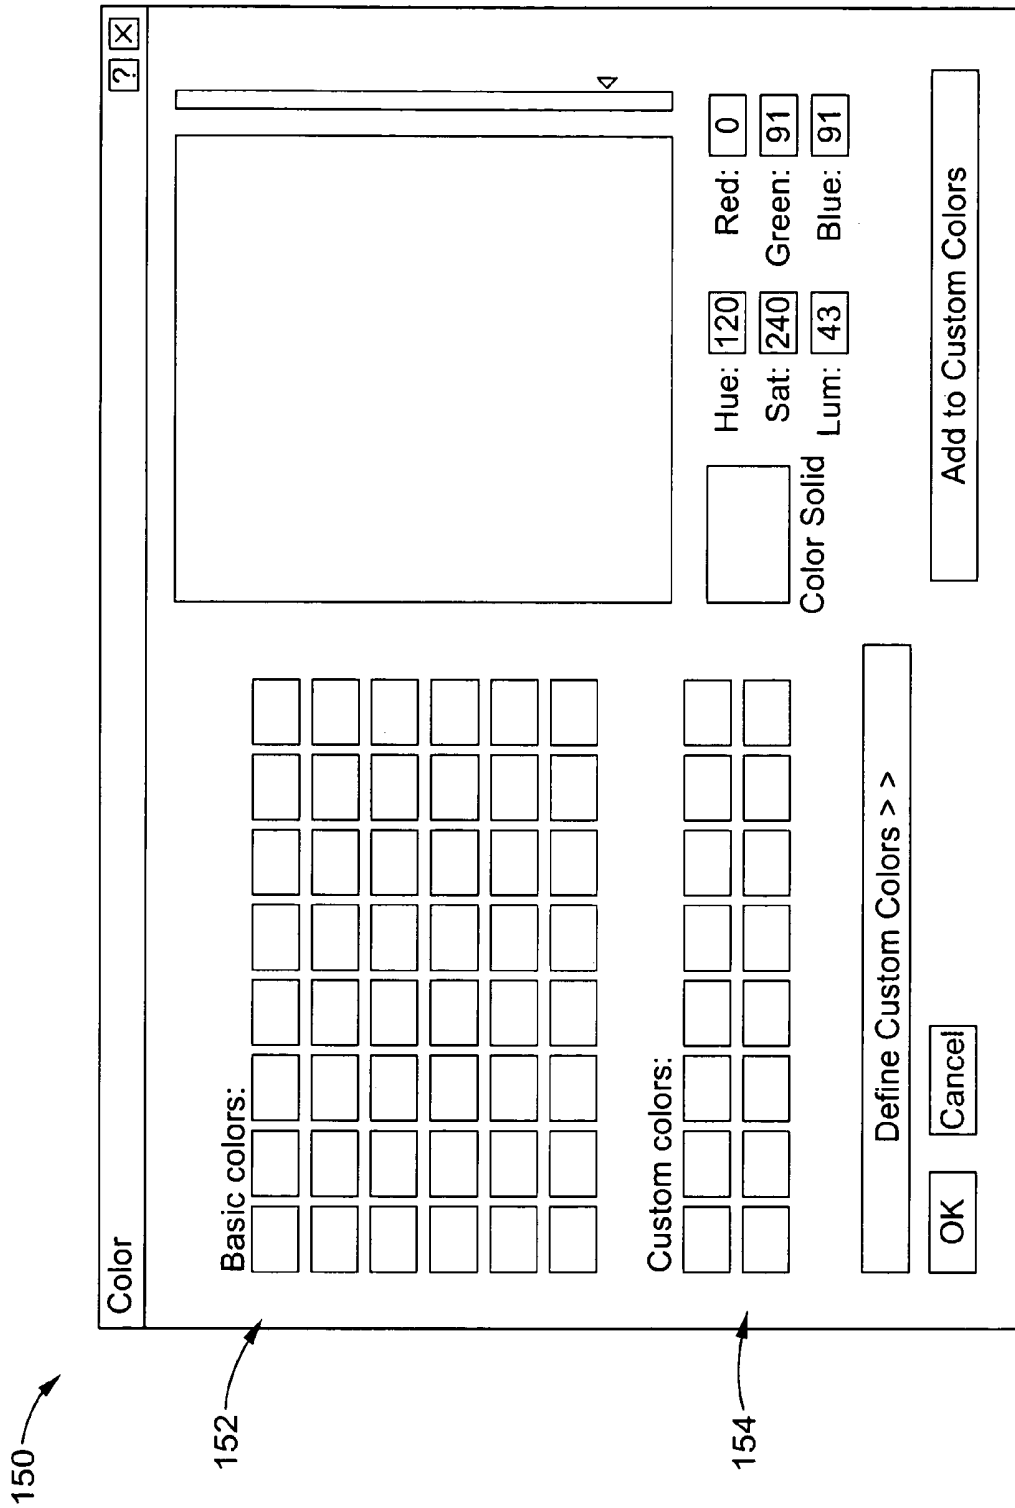 150
Color
? X
152
Basic colors:
154
Custom colors:
Define Custom Colors > >
OK Cancel
Color Solid
Hue: 120 Red: 0
Sat: 240 Green: 91
Lum: 43 Blue: 91
Add to Custom Colors